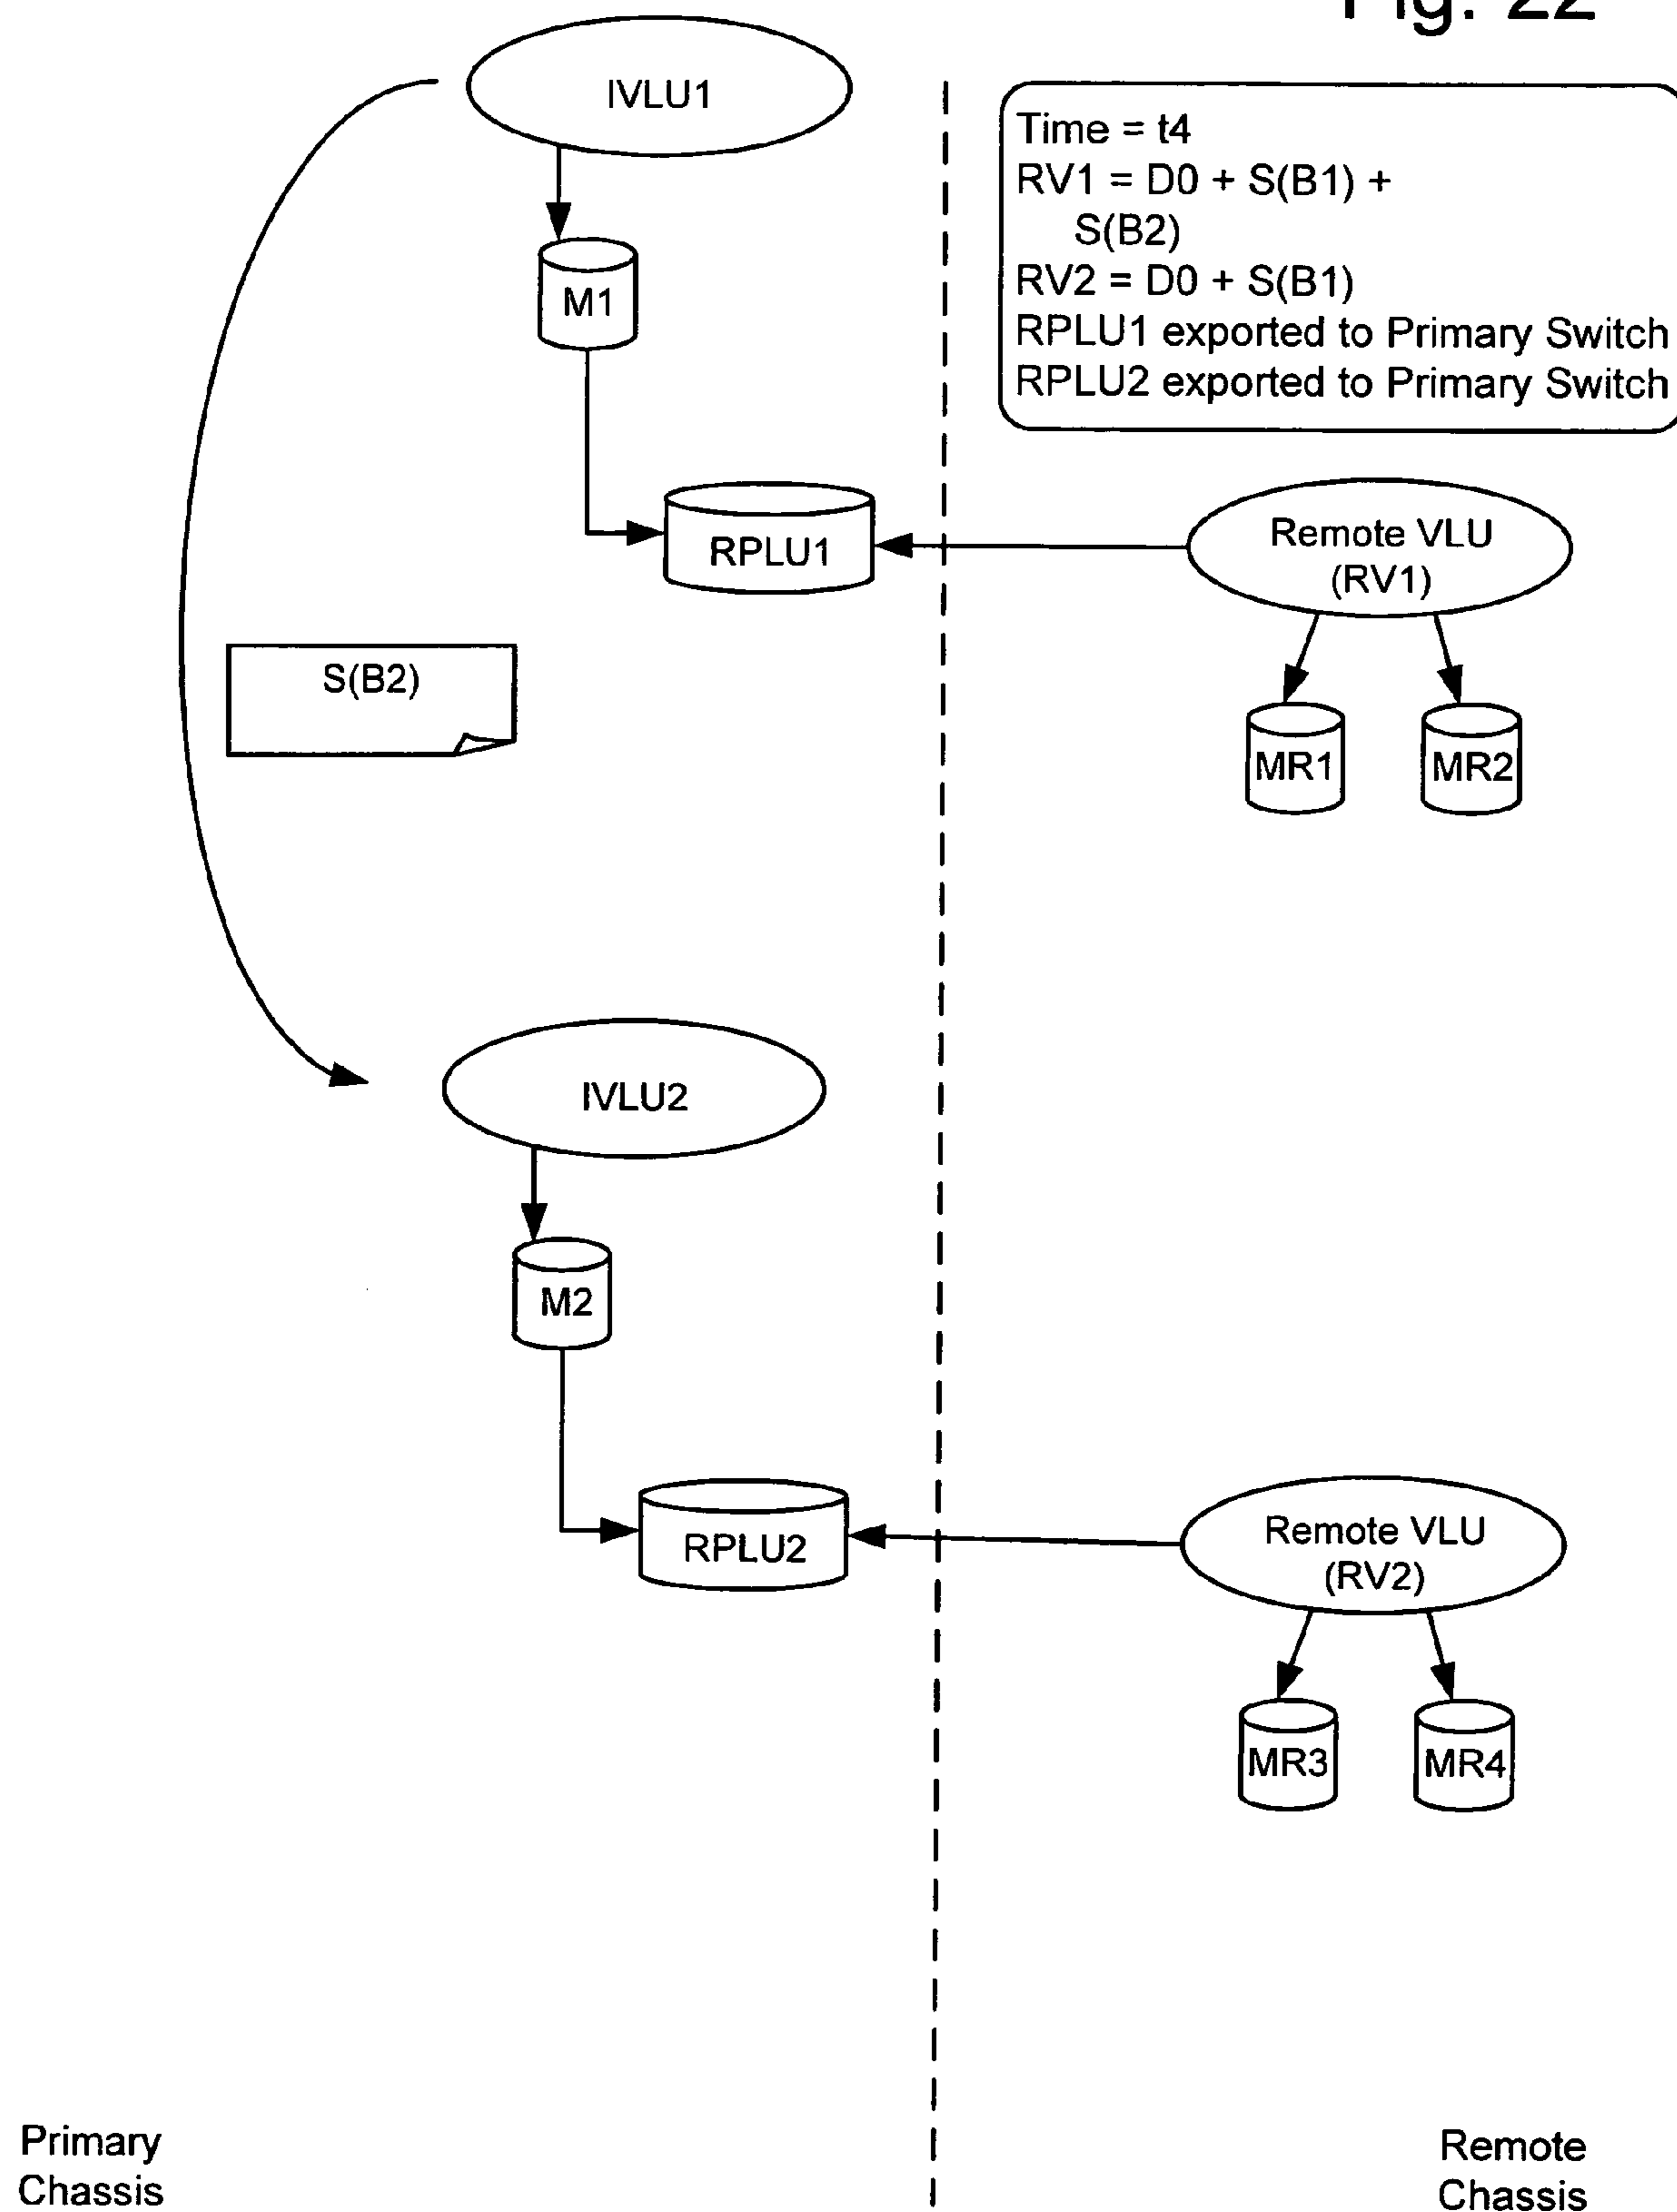 Fig. 22
IVLU1
Time = t4
RV1 = D0 + S(B1) +
S(B2)
RV2 = D0 + S(B1)
RPLU1 exported to Primary Switch
RPLU2 exported to Primary Switch
M1
RPLU1
Remote VLU
(RV1)
S(B2)
MR1
MR2
IVLU2
M2
RPLU2
Remote VLU
(RV2)
MR3
MR4
Primary
Chassis
Remote
Chassis